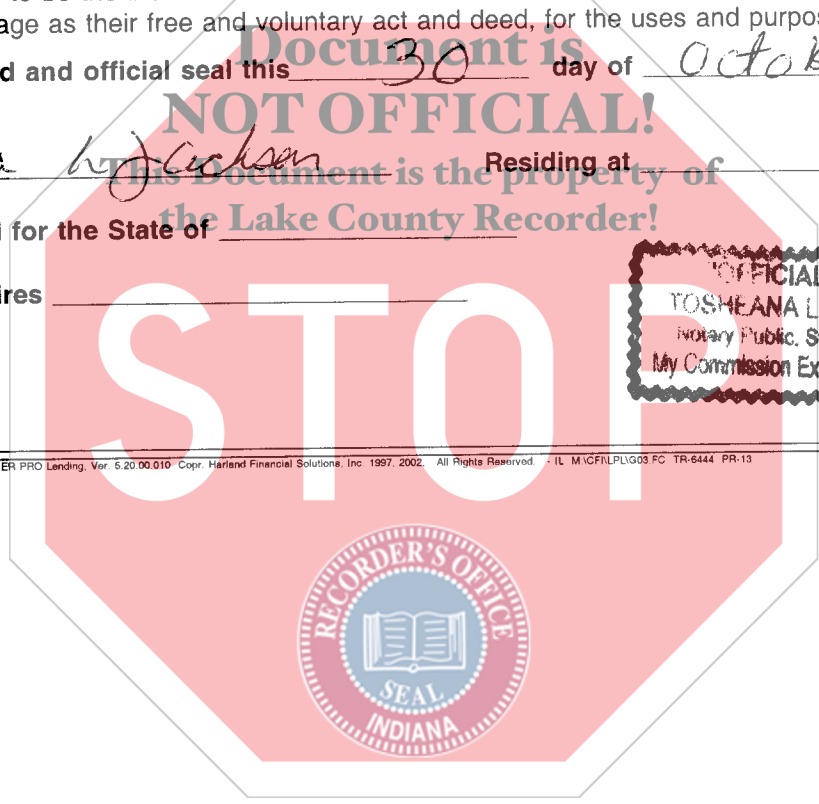 age as their free and voluntary act and deed, for the uses and purpos
Document is
d and official seal this 30 day of Octob
NOT OFFICIAL!
L Jackson Residing at
This Document is the property of
the Lake County Recorder!
for the State of
"OFFICIAL
TOSHEANA L
Notary Public, S
My Commission Ex
ires
STOP
ER PRO Lending, Ver. 5.20.00.010 Copr. Harland Financial Solutions, Inc. 1997, 2002. All Rights Reserved. - IL M:\CFI\LPL\G03.FC TR-6444 PR-13
RECORDER'S OFFICE
SEAL
INDIANA